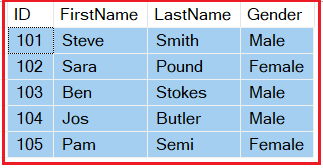 ID FirstName LastName Gender
101 Steve Smith Male
102 Sara Pound Female
103 Ben Stokes Male
104 Jos Butler Male
105 Pam Semi Female